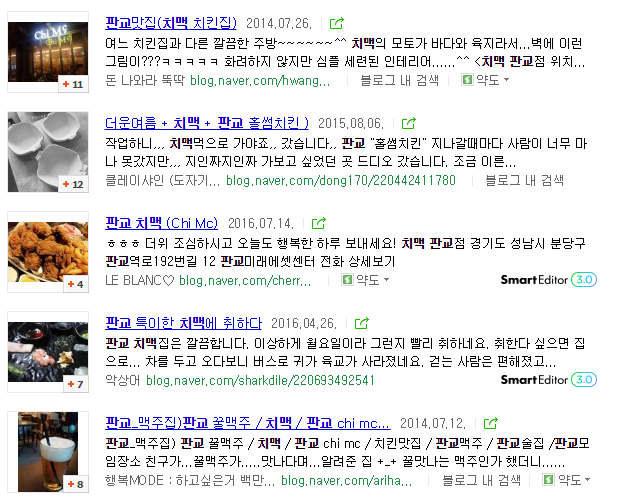 판교맛집(치맥 치킨집) 2014.07.26.
여느 치킨집과 다른 깔끔한 주방~~~~~~^^ 치맥의 모토가 바다와 육지라서...벽에 이런
그림이???ㅋㅋㅋㅋㅋ 화려하지 않지만 심플 세련된 인테리어......^^ <치맥 판교점 위치...
돈 나와라 뚝딱 blog.naver.com/hwang... 블로그 내 검색 약도
+ 11
더운여름 + 치맥 + 판교 홀썸치킨 ) 2015.08.06.
작업하니,,, 치맥먹으로 가야죠,, 갔습니다,, 판교 "홀썸치킨" 지나갈때마다 사람이 너무 마
나 못갔지만,,, 지인짜지인짜 가보고 싶었던 곳 드디오 갔습니다. 조금 이른...
클레이샤인 (도자기... blog.naver.com/dong170/220442411780 블로그 내 검색
+ 12
판교 치맥 (Chi Mc) 2016.07.14.
ㅎㅎㅎ 더위 조심하시고 오늘도 행복한 하루 보내세요! 치맥 판교점 경기도 성남시 분당구
판교역로192번길 12 판교미래에셋센터 전화 상세보기
LE BLANC♡ blog.naver.com/cherr... 약도 SmartEditor 3.0
+ 4
판교 특이한 치맥에 취하다 2016.04.26.
판교 치맥집은 깔끔합니다. 이상하게 월요일이라 그런지 빨리 취하네요. 취한다 싶으면 집
으로... 차를 두고 오다보니 버스로 귀가 육교가 사라졌네요. 걷는 사람은 편해졌고...
악상어 blog.naver.com/sharkdile/220693492541 SmartEditor 3.0
+ 7
판교_맥주집)판교 꿀맥주 / 치맥 / 판교 chi mc... 2014.07.12.
판교_맥주집) 판교 꿀맥주 / 치맥 / 판교 chi mc / 치킨맛집 / 판교맥주 / 판교술집 /판교모
임장소 친구가...꿀맥주가.....맛나다며...알려준 집 +_+ 꿀맛나는 맥주인가 했더니......
행복MODE : 하고싶은거 백만... blog.naver.com/ariha... 블로그 내 검색 약도
+ 8